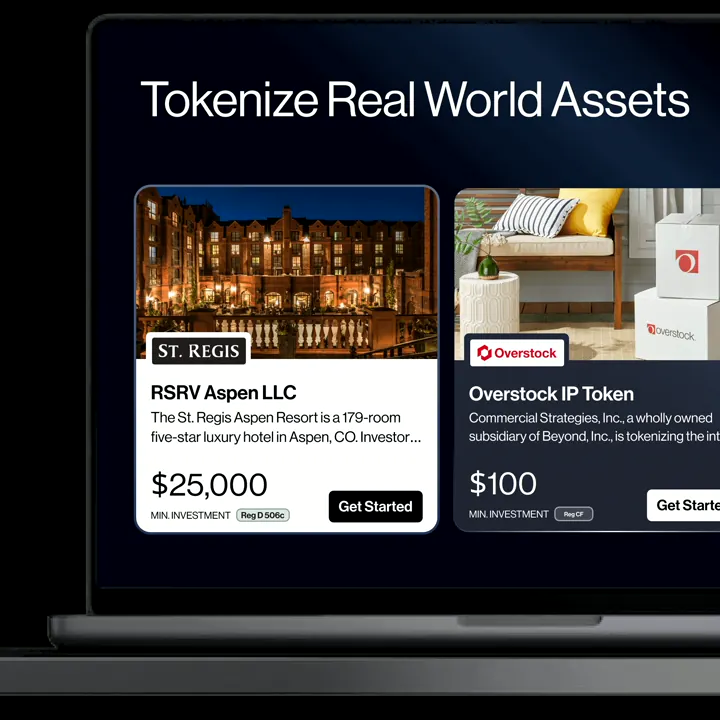 Tokenize Real World Assets
overstock.
ST. REGIS
Overstock
RSRV Aspen LLC
The St. Regis Aspen Resort is a 179-room
five-star luxury hotel in Aspen, CO. Investor...
$25,000
MIN. INVESTMENT Reg D 506c
Get Started
Overstock IP Token
Commercial Strategies, Inc., a wholly owned
subsidiary of Beyond, Inc., is tokenizing the
$100
MIN. INVESTMENT Reg CF
Get